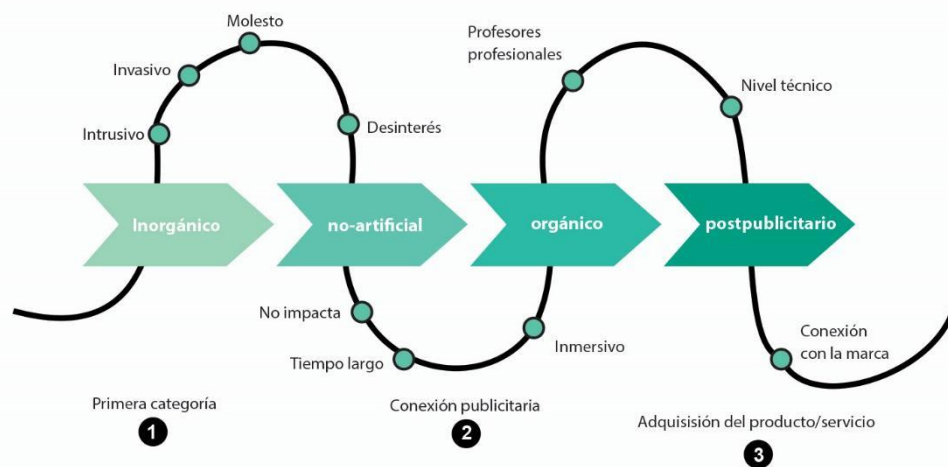 Molesto
Invasivo
Intrusivo
Desinterés
Profesores
profesionales
Nivel técnico
Inorgánico
no-artificial
orgánico
postpublicitario
No impacta
Tiempo largo
Inmersivo
Conexión
con la marca
Primera categoría
1
Conexión publicitaria
2
Adquisisión del producto/servicio
3